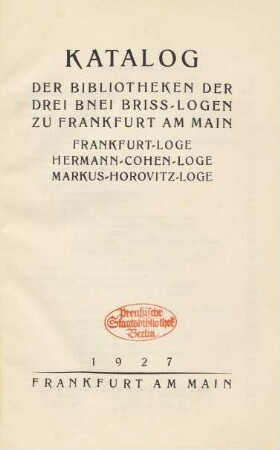 KATALOG
DER BIBLIOTHEKEN DER
DREI BNEI BRISS-LOGEN
ZU FRANKFURT AM MAIN
FRANKFURT-LOGE
HERMANN-COHEN-LOGE
MARKUS-HOROVITZ-LOGE
Preußische
Staatsbibliothek
Berlin
1927
FRANKFURT AM MAIN